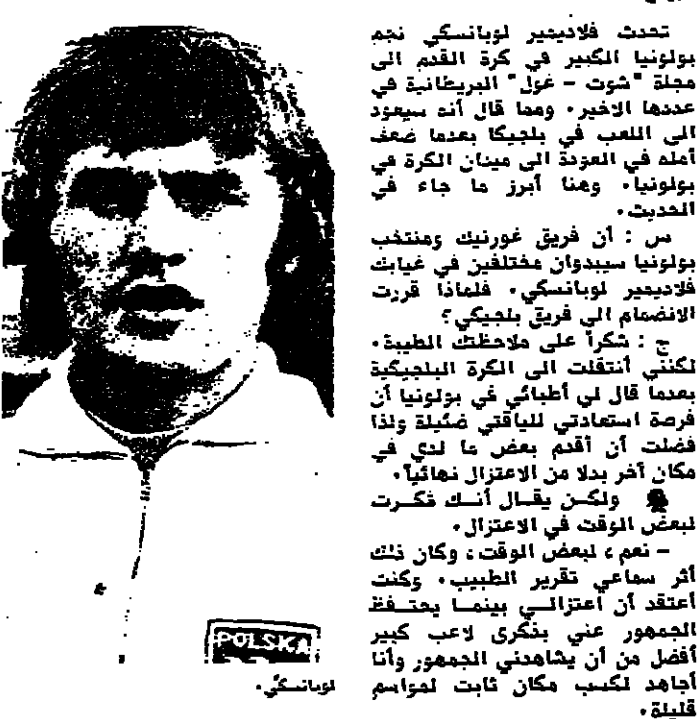 تحدث فلاديمير لوبانسكي نجم
بولونيا الكبير في كرة القدم الى
مجلة "شوت - غول" البريطانية في
عددها الاخير. ومما قال أنه سيعود
الى اللعب في بلجيكا بعدما ضعف
أمله في العودة الى ميدان الكرة في
بولونيا. وهنا أبرز ما جاء في
الحديث.
س : أن فريق غورنيك ومنتخب
بولونيا سيبدوان مختلفين في غيابك
فلاديمير لوبانسكي. فلماذا قررت
الانضمام الى فريق بلجيكي؟
ج : شكراً على ملاحظتك الطيبة.
لكنني أنتقلت الى الكرة البلجيكية
بعدما قال لي أطبائي في بولونيا أن
فرصة استعادتي للياقتي ضئيلة ولذا
فضلت أن أقدم بعض ما لدي في
مكان آخر بدلا من الاعتزال نهائياً.
ولكن يقال أنك فكرت
لبعض الوقت في الاعتزال.
- نعم، لبعض الوقت، وكان ذلك
أثر سماعي تقرير الطبيب. وكنت
أعتقد أن اعتزالي بينما يحتفظ
الجمهور عني بذكرى لاعب كبير
أفضل من أن يشاهدني الجمهور وأنا
أجاهد لكسب مكان ثابت لمواسم
قليلة.
POLSKA
لوبانسكي.